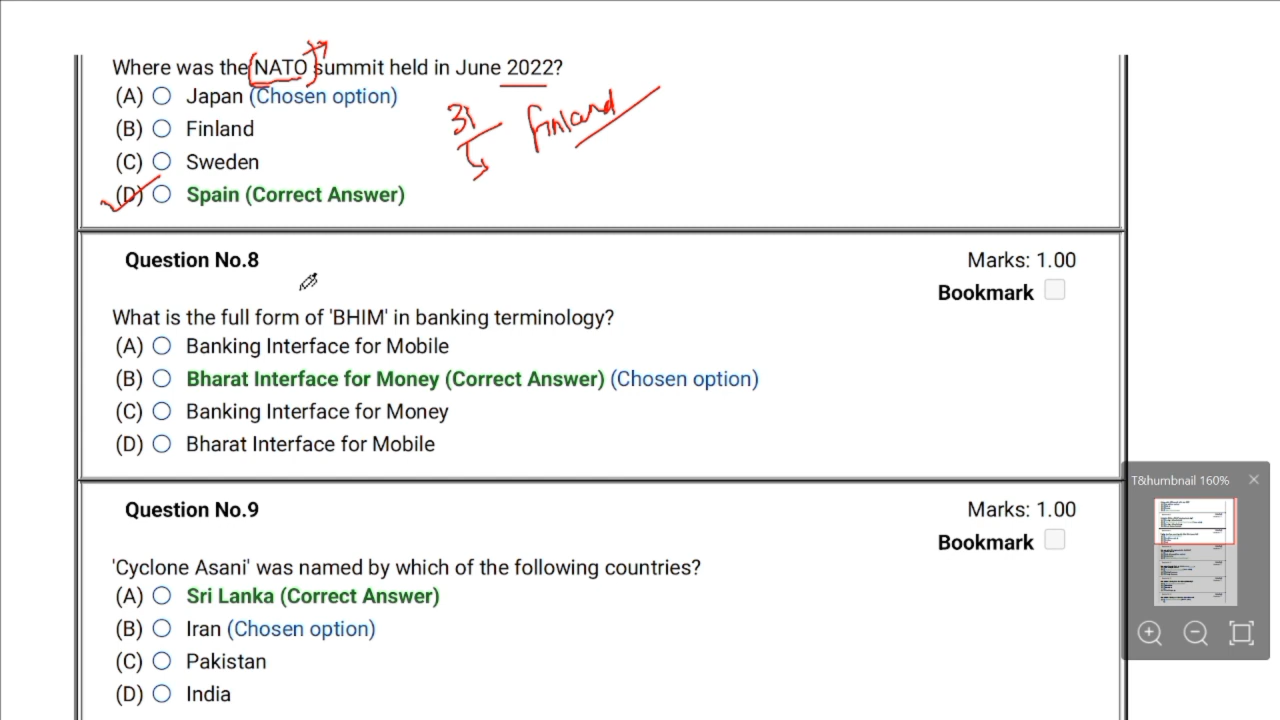 Where was the NATO summit held in June 2022?
(A) Japan (Chosen option)
31 Finland
(B) Finland
(C) Sweden
(D) Spain (Correct Answer)
Question No.8 Marks: 1.00
Bookmark
What is the full form of 'BHIM' in banking terminology?
(A) Banking Interface for Mobile
(B) Bharat Interface for Money (Correct Answer) (Chosen option)
(C) Banking Interface for Money
(D) Bharat Interface for Mobile
T&humbnail 160%
Question No.9 Marks: 1.00
Bookmark
'Cyclone Asani' was named by which of the following countries?
(A) Sri Lanka (Correct Answer)
(B) Iran (Chosen option)
(C) Pakistan
(D) India